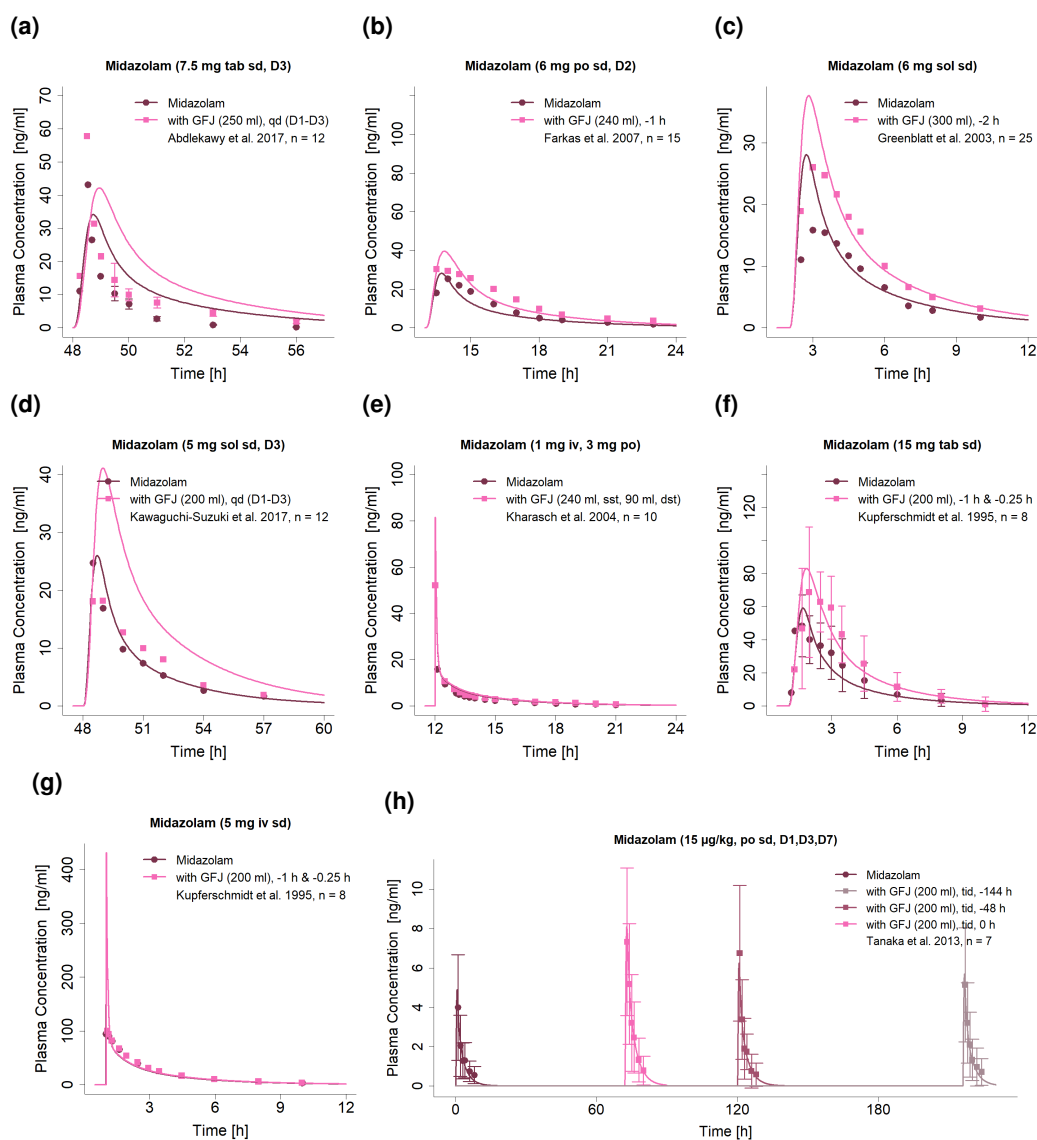 (a)
Midazolam (7.5 mg tab sd, D3)
Plasma Concentration [ng/ml]
70
60
50
40
30
20
10
0
Midazolam
with GFJ (250 ml), qd (D1-D3)
Abdlekawy et al. 2017, n = 12
48
50
52
54
56
Time [h]
(b)
Midazolam (6 mg po sd, D2)
Plasma Concentration [ng/ml]
120
100
80
60
40
20
0
Midazolam
with GFJ (240 ml), -1 h
Farkas et al. 2007, n = 15
15
18
21
24
Time [h]
(c)
Midazolam (6 mg sol sd)
Plasma Concentration [ng/ml]
30
20
10
0
Midazolam
with GFJ (300 ml), -2 h
Greenblatt et al. 2003, n = 25
3
6
9
12
Time [h]
(d)
Midazolam (5 mg sol sd, D3)
Plasma Concentration [ng/ml]
40
30
20
10
0
Midazolam
with GFJ (200 ml), qd (D1-D3)
Kawaguchi-Suzuki et al. 2017, n = 12
48
51
54
57
60
Time [h]
(e)
Midazolam (1 mg iv, 3 mg po)
Plasma Concentration [ng/ml]
100
80
60
40
20
0
Midazolam
with GFJ (240 ml, sst, 90 ml, dst)
Kharasch et al. 2004, n = 10
12
15
18
21
24
Time [h]
(f)
Midazolam (15 mg tab sd)
Plasma Concentration [ng/ml]
120
80
60
40
20
0
Midazolam
with GFJ (200 ml), -1 h & -0.25 h
Kupferschmidt et al. 1995, n = 8
0
3
6
9
12
Time [h]
(g)
Midazolam (5 mg iv sd)
Plasma Concentration [ng/ml]
400
300
200
100
0
Midazolam
with GFJ (200 ml), -1 h & -0.25 h
Kupferschmidt et al. 1995, n = 8
3
6
9
12
Time [h]
(h)
Midazolam (15 µg/kg, po sd, D1,D3,D7)
Plasma Concentration [ng/ml]
10
8
6
4
2
0
Midazolam
with GFJ (200 ml), tid, -144 h
with GFJ (200 ml), tid, -48 h
with GFJ (200 ml), tid, 0 h
Tanaka et al. 2013, n = 7
0
60
120
180
Time [h]